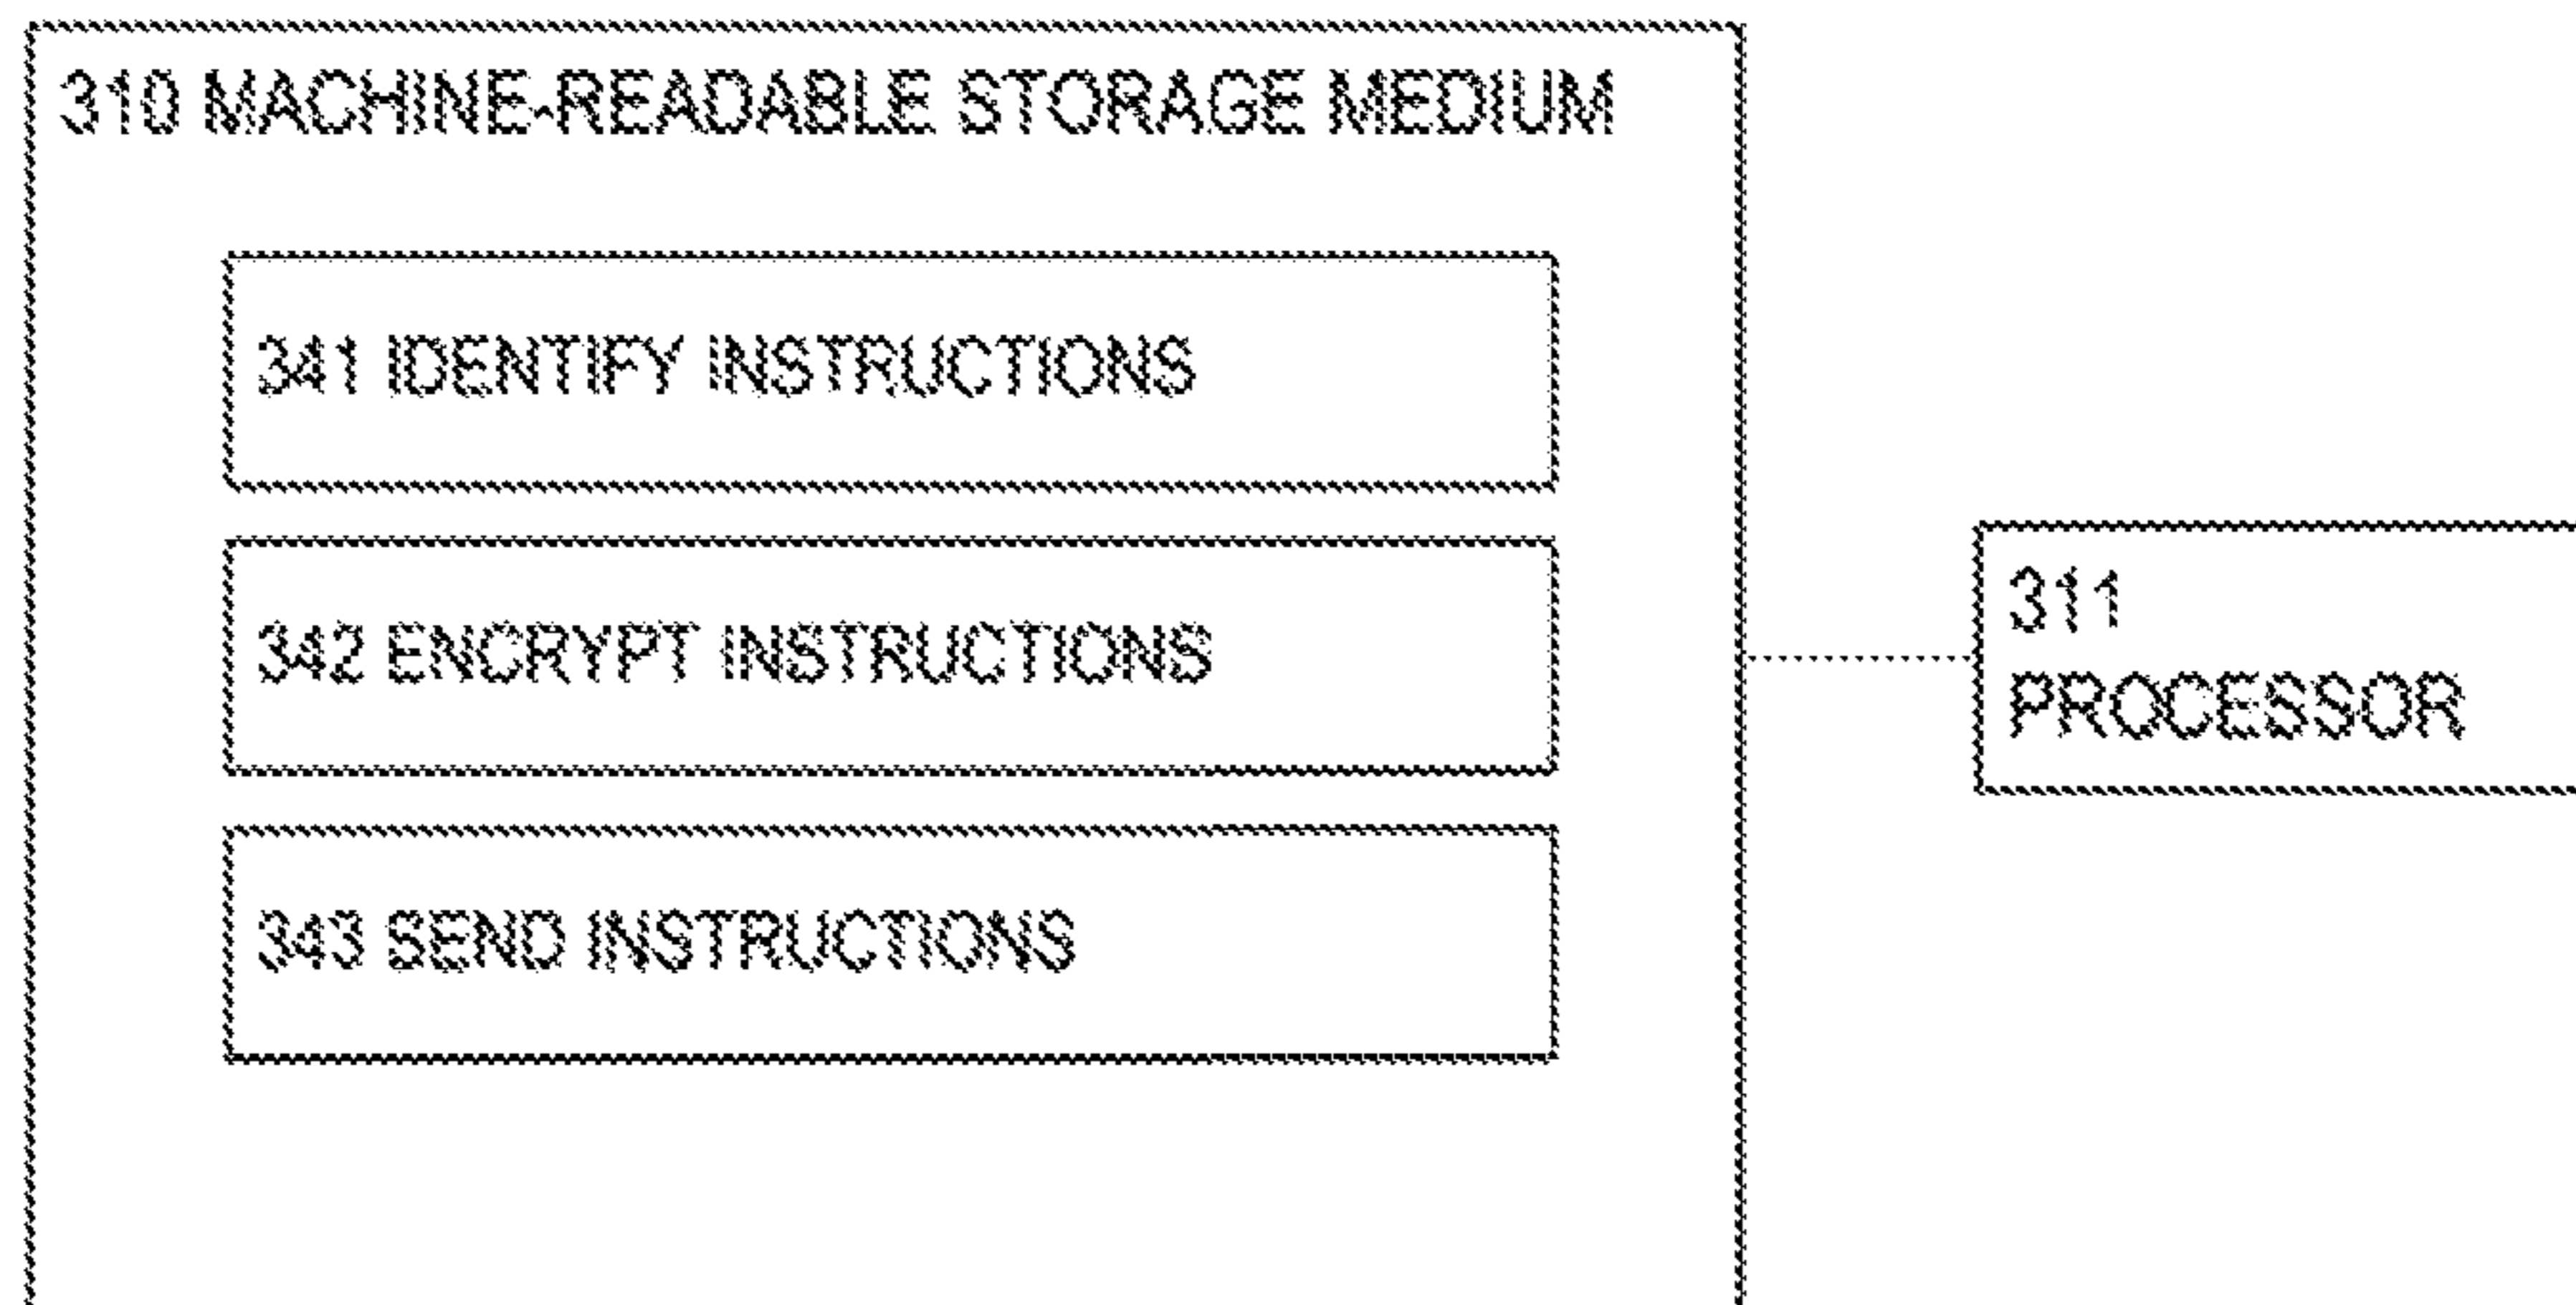 310 MACHINE-READABLE STORAGE MEDIUM
341 IDENTIFY INSTRUCTIONS
342 ENCRYPT INSTRUCTIONS
343 SEND INSTRUCTIONS
311
PROCESSOR